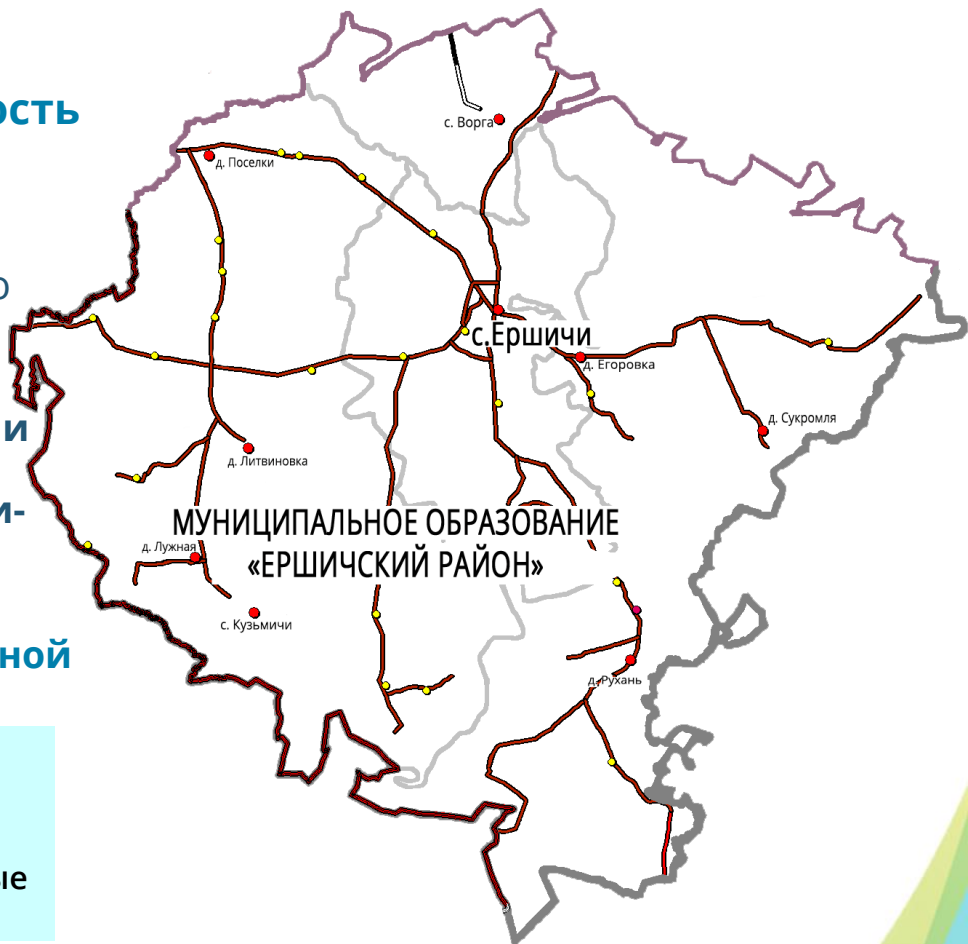 ость
с. Ворга
д. Поселки
о
с.Ершичи
д. Егоровка
д. Сукромля
и
д. Литвиновка
и-
МУНИЦИПАЛЬНОЕ ОБРАЗОВАНИЕ
«ЕРШИЧСКИЙ РАЙОН»
д. Лужная
с. Кузьмичи
ной
д. Рухань
ые